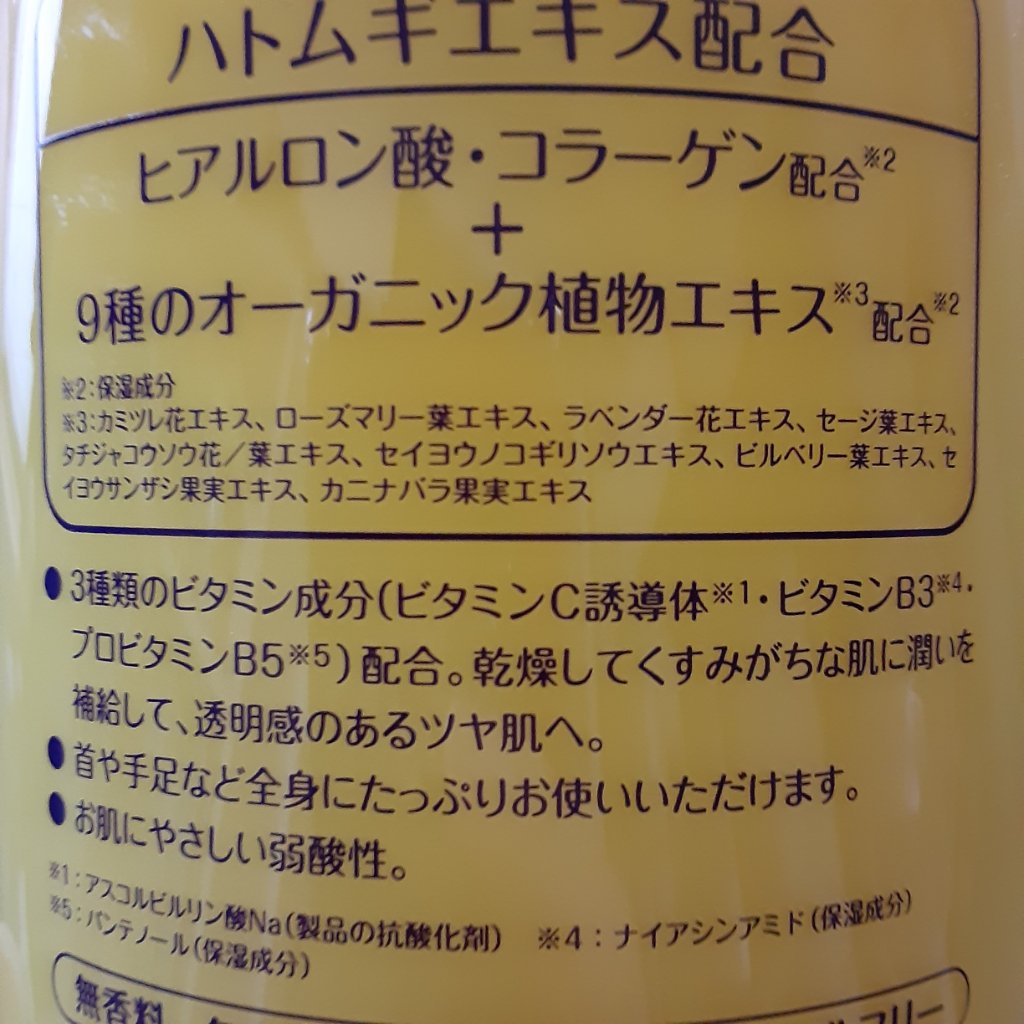 ハトムギエキス配合
ヒアルロン酸・コラーゲン配合※2
+
9種のオーガニック植物エキス※3配合※2
※2:保湿成分
※3:カミツレ花エキス、ローズマリー葉エキス、ラベンダー花エキス、セージ葉エキス、
タチジャコウソウ花/葉エキス、セイヨウノコギリソウエキス、ビルベリー葉エキス、セ
イヨウサンザシ果実エキス、カニナバラ果実エキス
●3種類のビタミン成分(ビタミンC誘導体※1・ビタミンB3※4・
プロビタミンB5※5)配合。乾燥してくすみがちな肌に潤いを
補給して、透明感のあるツヤ肌へ。
●首や手足など全身にたっぷりお使いいただけます。
●お肌にやさしい弱酸性。
※1:アスコルビルリン酸Na(製品の抗酸化剤) ※4:ナイアシンアミド(保湿成分)
※5:パンテノール(保湿成分)
無香料 フリー